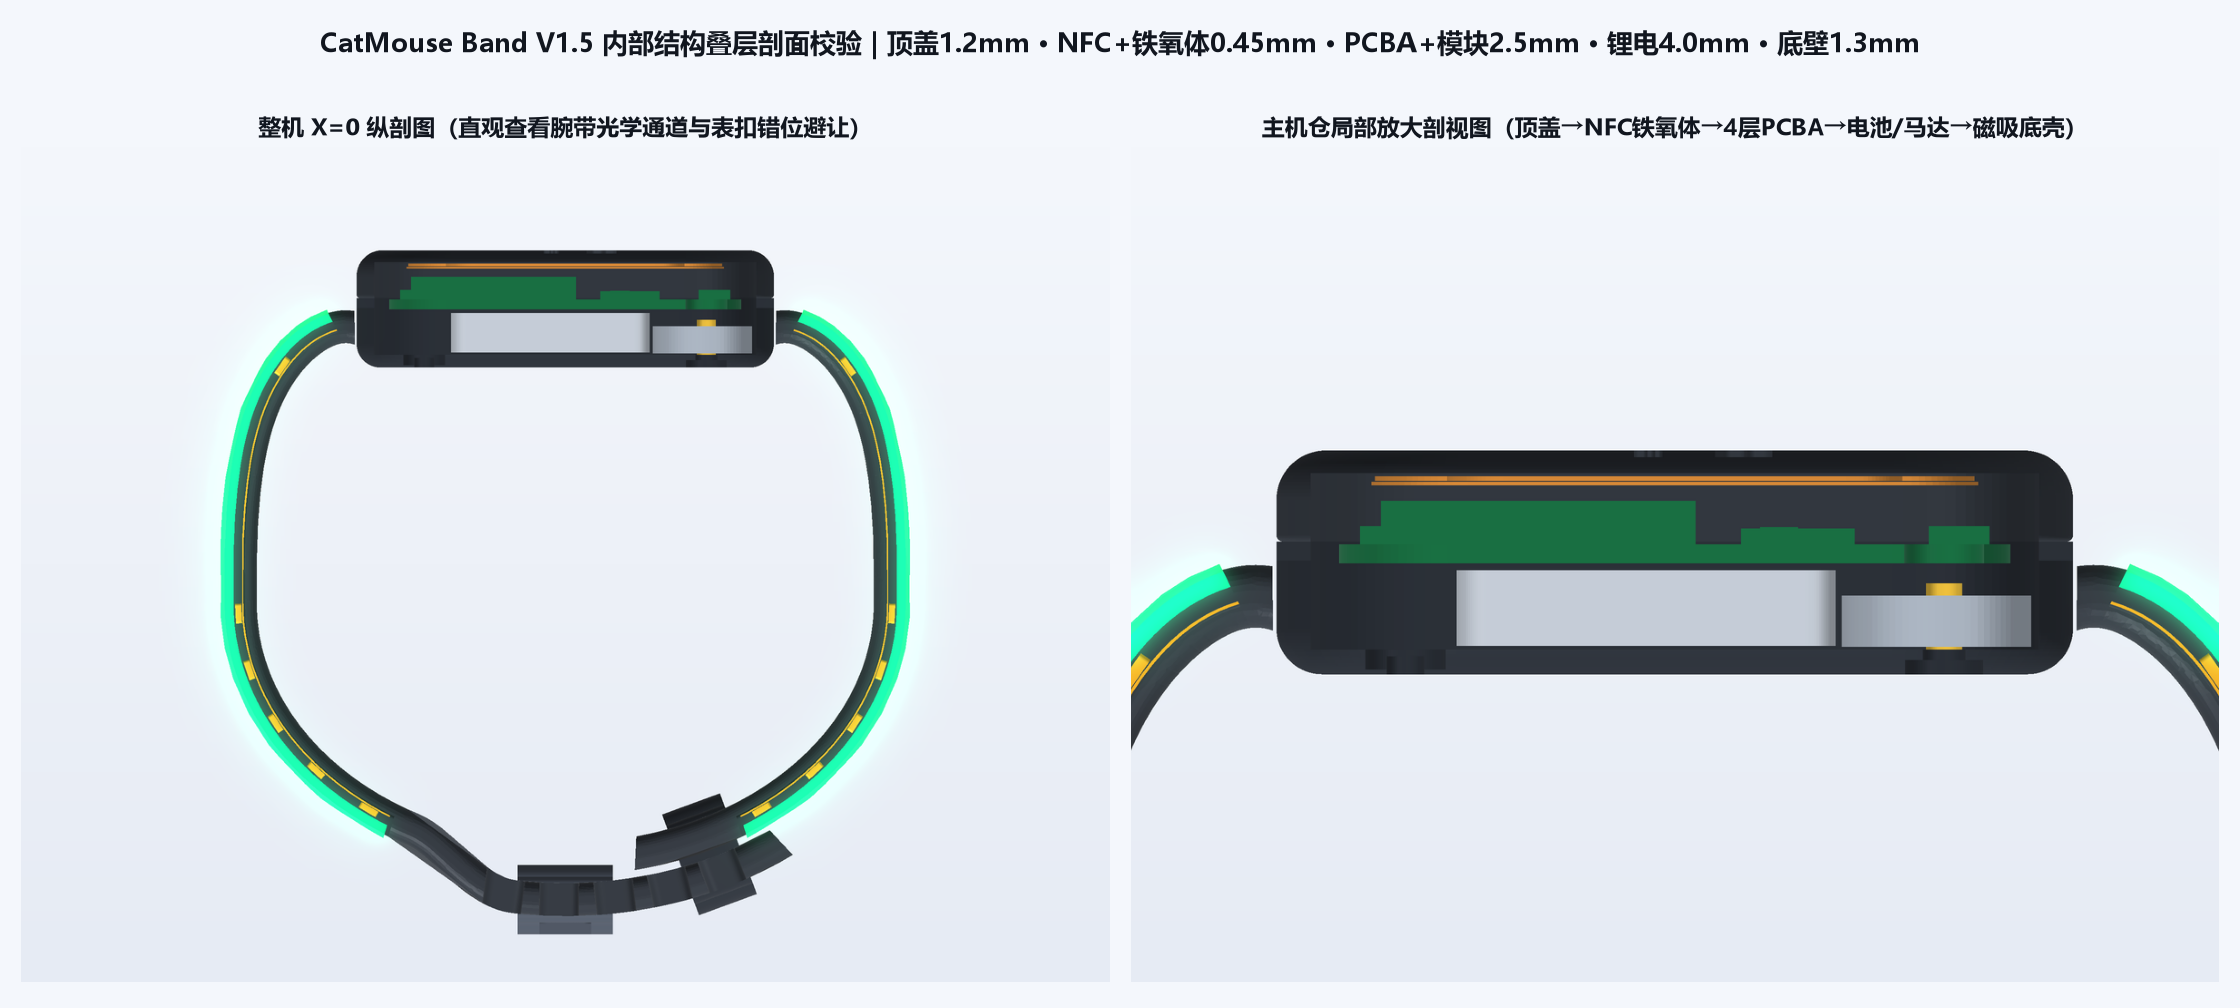 CatMouse Band V1.5 内部结构叠层剖面校验 | 顶盖1.2mm • NFC+铁氧体0.45mm • PCBA+模块2.5mm • 锂电4.0mm • 底壁1.3mm
整机 X=0 纵剖图（直观查看腕带光学通道与表扣错位避让）
主机仓局部放大剖视图（顶盖→NFC铁氧体→4层PCBA→电池/马达→磁吸底壳）